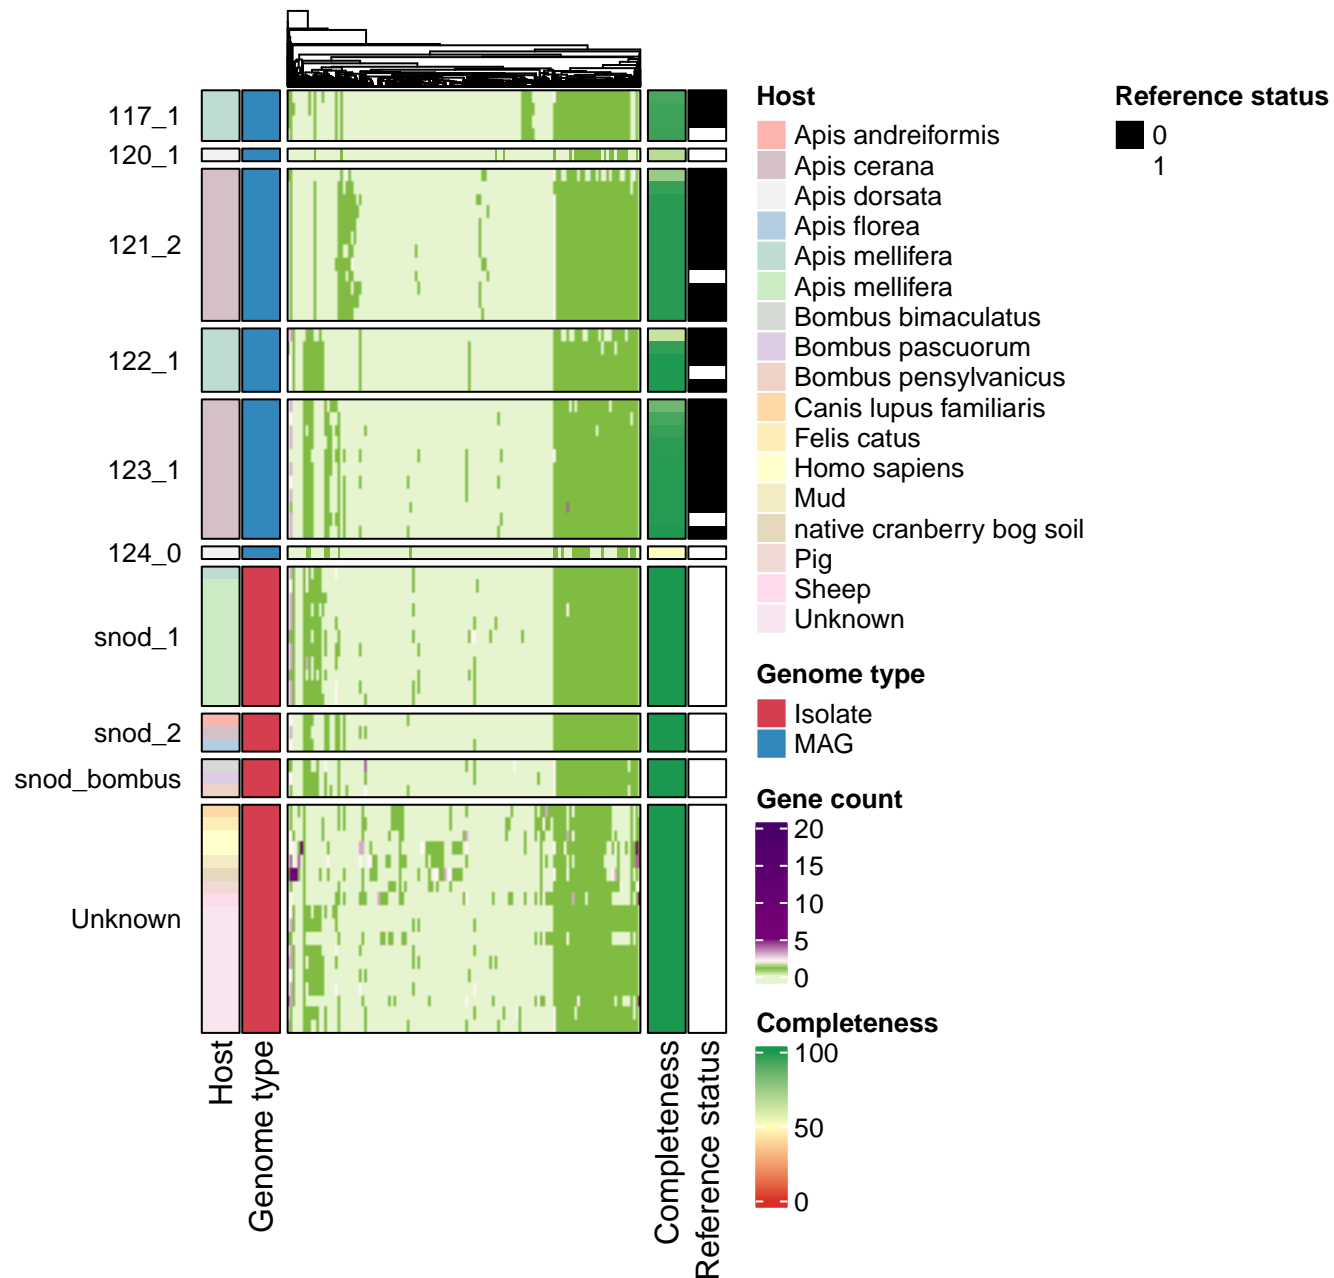 117_1
120_1
121_2
122_1
123_1
124_0
snod_1
snod_2
snod_bombus
Unknown
Host
Genome type
Completeness
Reference status
Host
Apis andreiformis
Apis cerana
Apis dorsata
Apis florea
Apis mellifera
Apis mellifera
Bombus bimaculatus
Bombus pascuorum
Bombus pensylvanicus
Canis lupus familiaris
Felis catus
Homo sapiens
Mud
native cranberry bog soil
Pig
Sheep
Unknown
Genome type
Isolate
MAG
Gene count
20
15
10
5
0
Completeness
100
50
0
Reference status
0
1